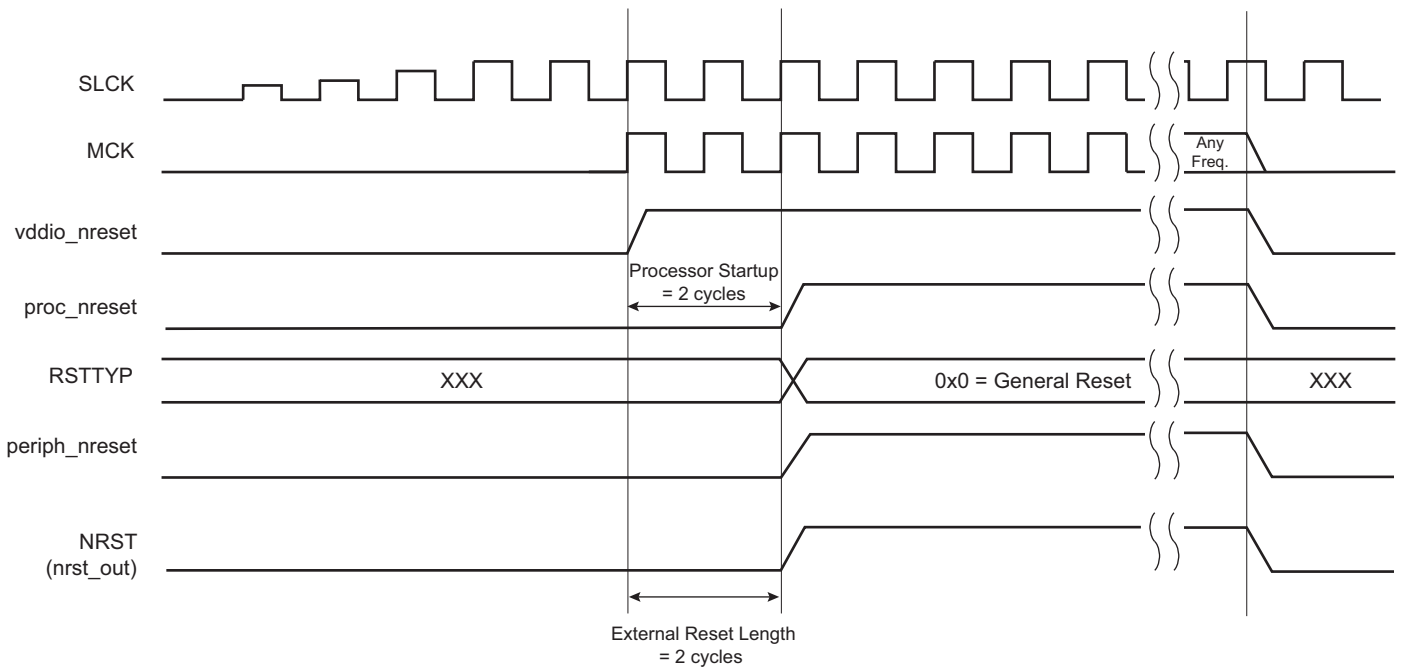 SLCK
MCK
Any
Freq.
vddio_nreset
Processor Startup
= 2 cycles
proc_nreset
RSTTYP
XXX
0x0 = General Reset
XXX
periph_nreset
NRST
(nrst_out)
External Reset Length
= 2 cycles